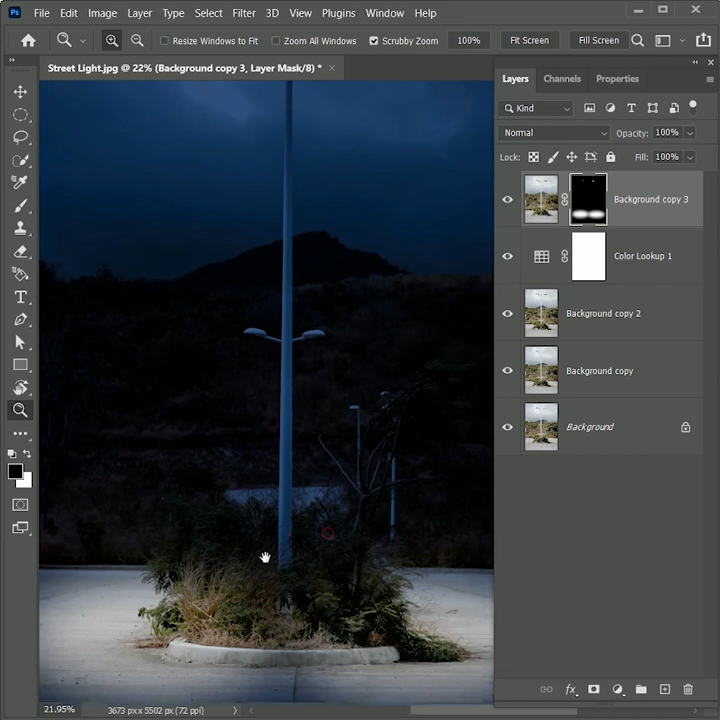 Ps File Edit Image Layer Type Select Filter 3D View Plugins Window Help
Resize Windows to Fit Zoom All Windows Scrubby Zoom 100% Fit Screen Fill Screen
Street Light.jpg @ 22% (Background copy 3, Layer Mask/8) *
Layers Channels Properties
Kind
Normal Opacity: 100%
Lock: Fill: 100%
Background copy 3
Color Lookup 1
Background copy 2
Background copy
Background
fx
21.95% 3673 px x 5502 px (72 ppi)